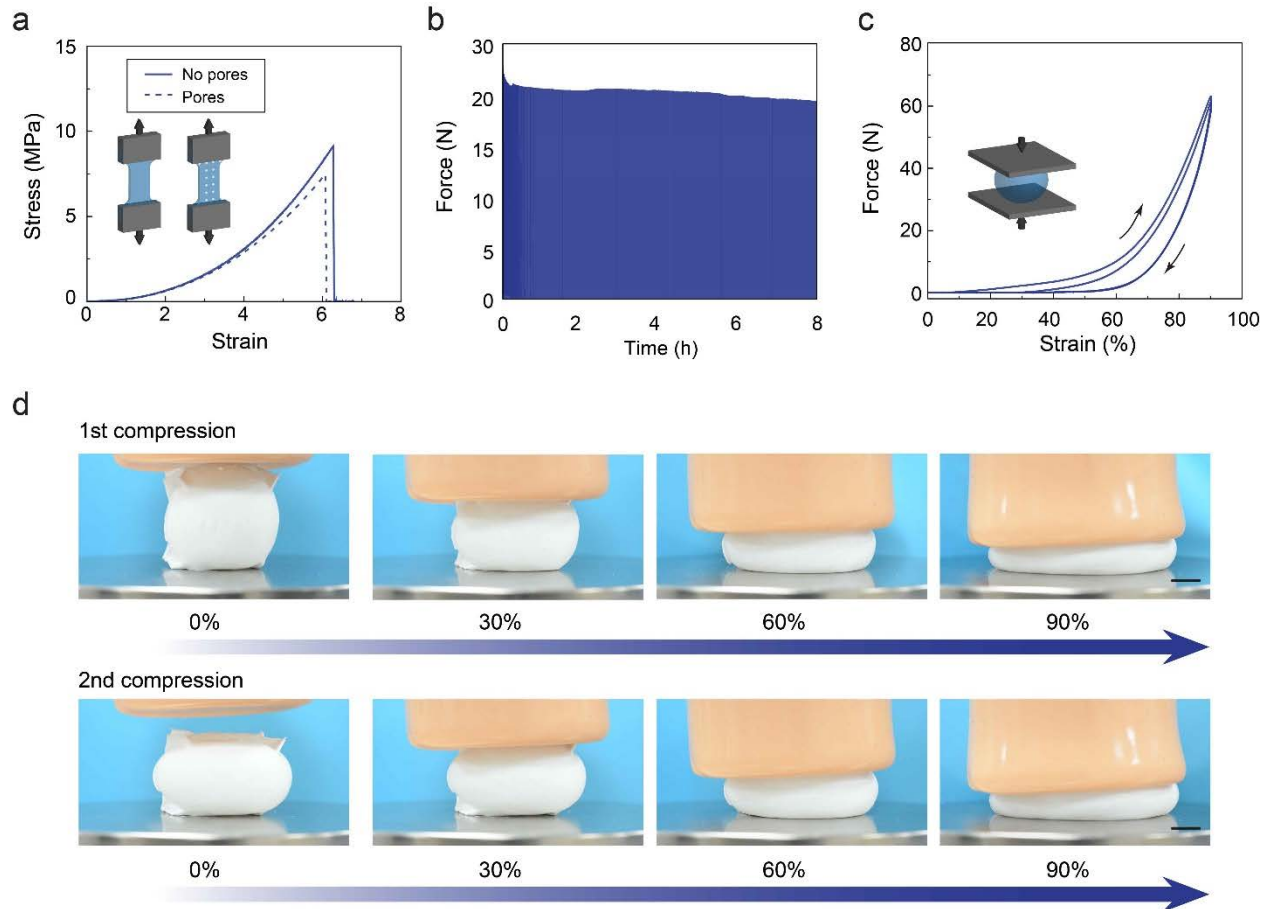 a
15
10
5
0
Stress (MPa)
No pores
Pores
0
2
4
6
8
Strain
b
30
25
20
15
10
5
0
Force (N)
0
2
4
6
8
Time (h)
c
80
60
40
20
0
Force (N)
0
20
40
60
80
100
Strain (%)
d
1st compression
0%
30%
60%
90%
2nd compression
0%
30%
60%
90%